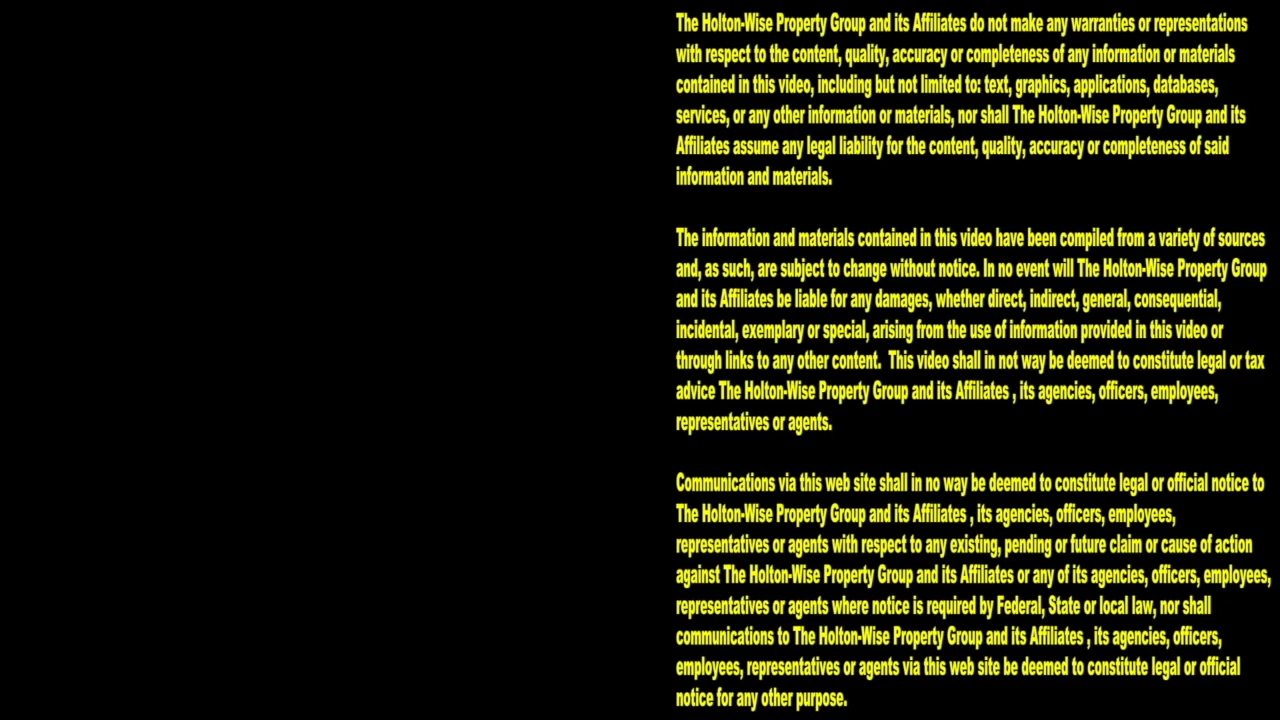 The Holton-Wise Property Group and its Affiliates do not make any warranties or representations
with respect to the content, quality, accuracy or completeness of any information or materials
contained in this video, including but not limited to: text, graphics, applications, databases,
services, or any other information or materials, nor shall The Holton-Wise Property Group and its
Affiliates assume any legal liability for the content, quality, accuracy or completeness of said
information and materials.
The information and materials contained in this video have been compiled from a variety of sources
and, as such, are subject to change without notice. In no event will The Holton-Wise Property Group
and its Affiliates be liable for any damages, whether direct, indirect, general, consequential,
incidental, exemplary or special, arising from the use of information provided in this video or
through links to any other content.  This video shall in not way be deemed to constitute legal or tax
advice The Holton-Wise Property Group and its Affiliates , its agencies, officers, employees,
representatives or agents.
Communications via this web site shall in no way be deemed to constitute legal or official notice to
The Holton-Wise Property Group and its Affiliates , its agencies, officers, employees,
representatives or agents with respect to any existing, pending or future claim or cause of action
against The Holton-Wise Property Group and its Affiliates or any of its agencies, officers, employees,
representatives or agents where notice is required by Federal, State or local law, nor shall
communications to The Holton-Wise Property Group and its Affiliates , its agencies, officers,
employees, representatives or agents via this web site be deemed to constitute legal or official
notice for any other purpose.